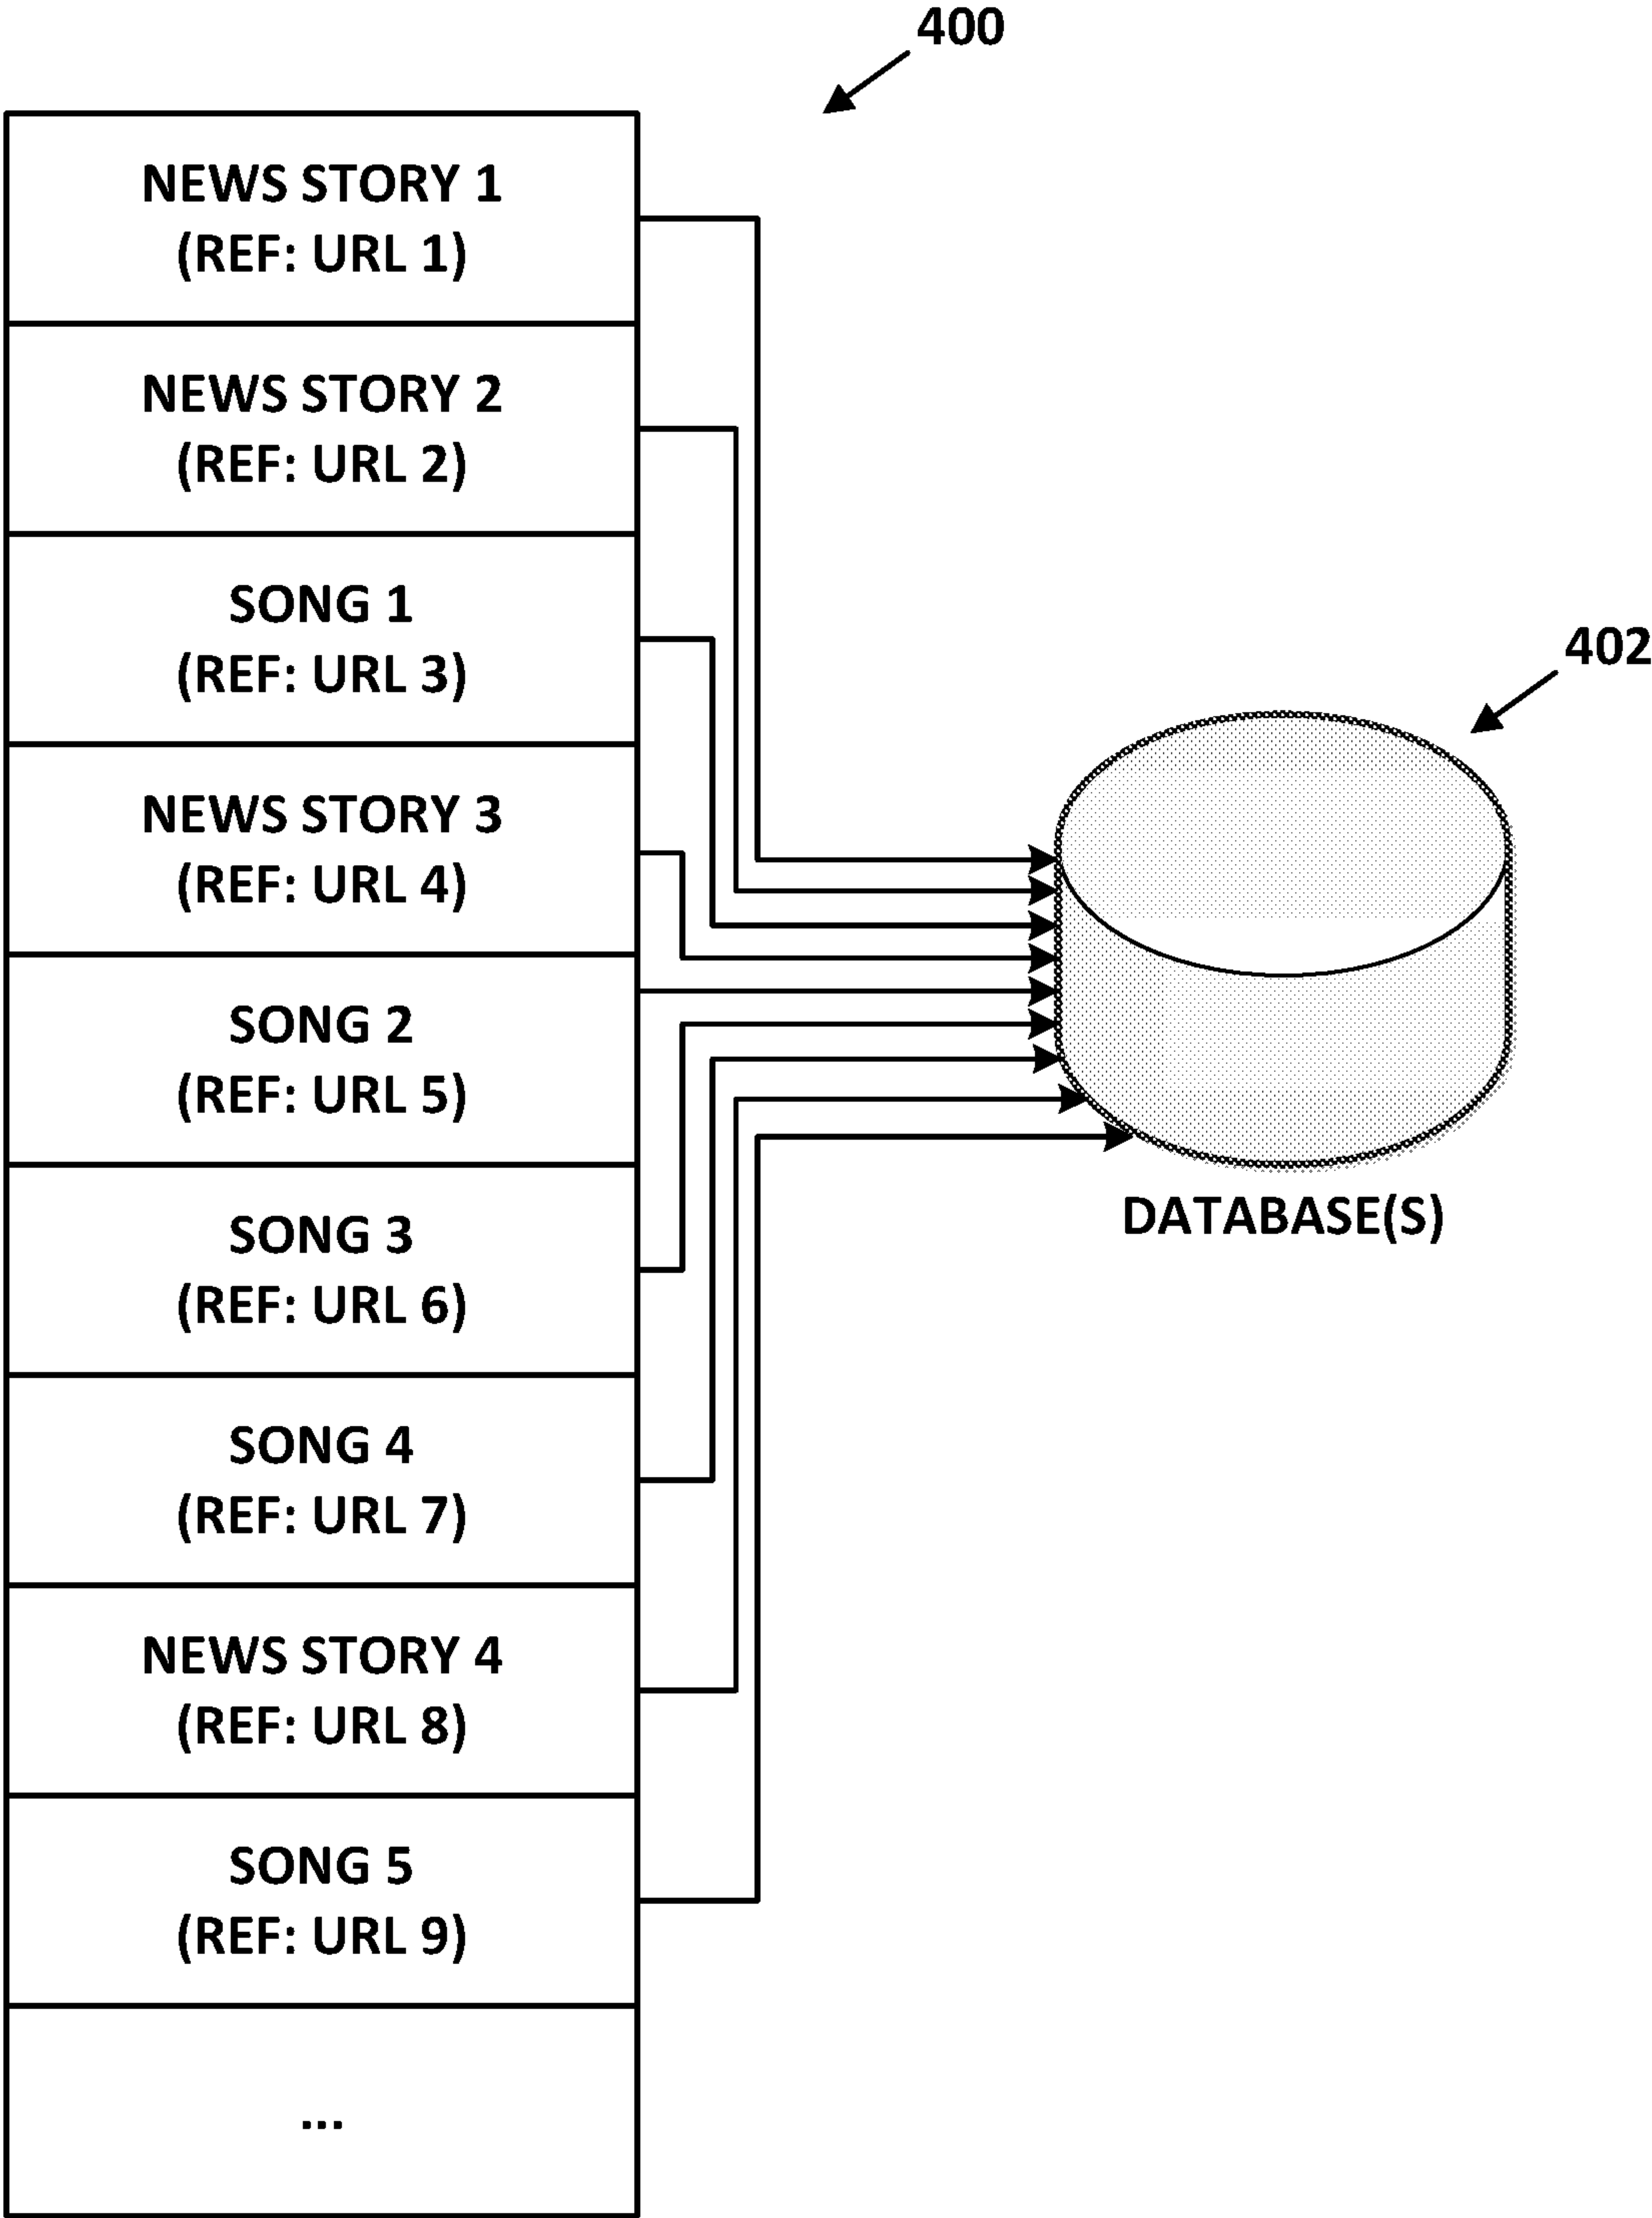 400
NEWS STORY 1
(REF: URL 1)
NEWS STORY 2
(REF: URL 2)
SONG 1
(REF: URL 3)
402
NEWS STORY 3
(REF: URL 4)
SONG 2
(REF: URL 5)
DATABASE(S)
SONG 3
(REF: URL 6)
SONG 4
(REF: URL 7)
NEWS STORY 4
(REF: URL 8)
SONG 5
(REF: URL 9)
...